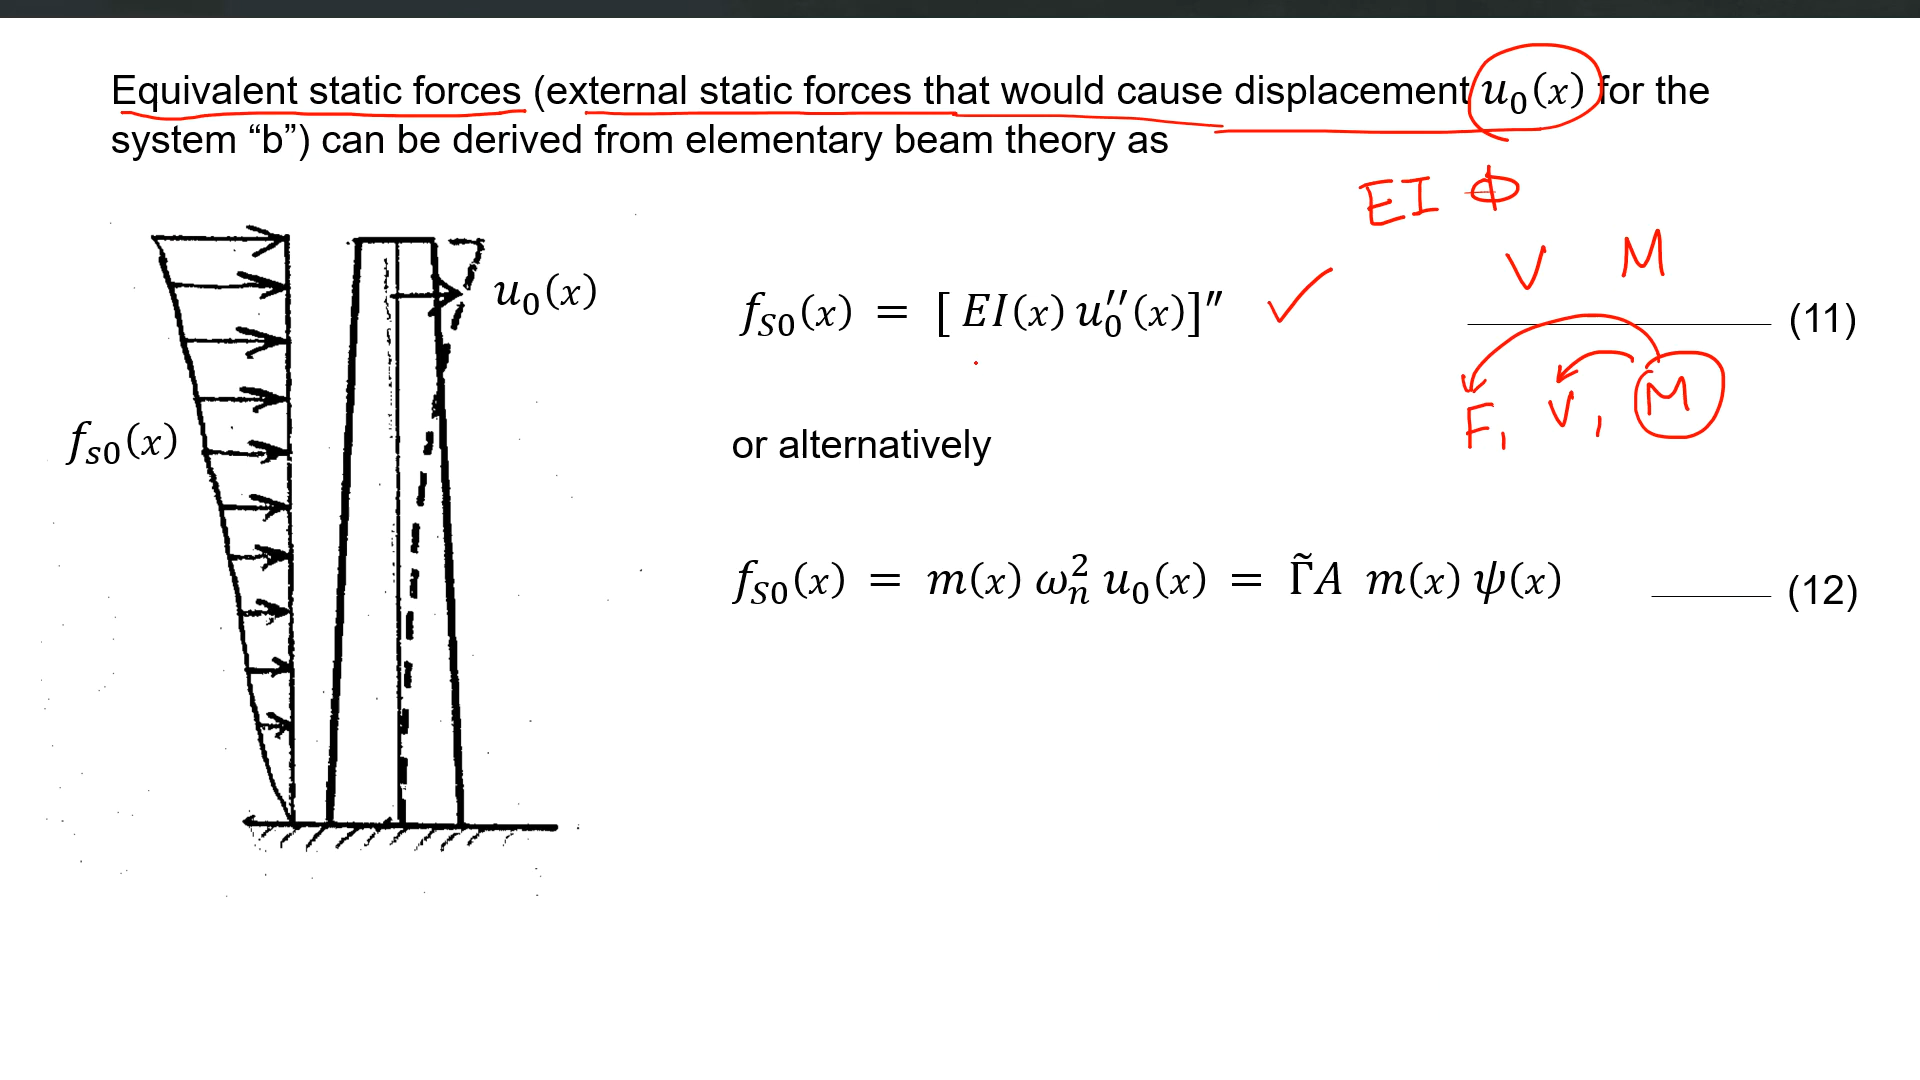 Equivalent static forces (external static forces that would cause displacement u₀(x) for the
system “b”) can be derived from elementary beam theory as
EI Φ
V M
u₀(x)
f_S0(x) = [ EI(x) u₀′′(x)]″ ✓ (11)
F, V, M
f_s0(x)
or alternatively
f_S0(x) = m(x) ω_n² u₀(x) = Γ̃A m(x) ψ(x) (12)